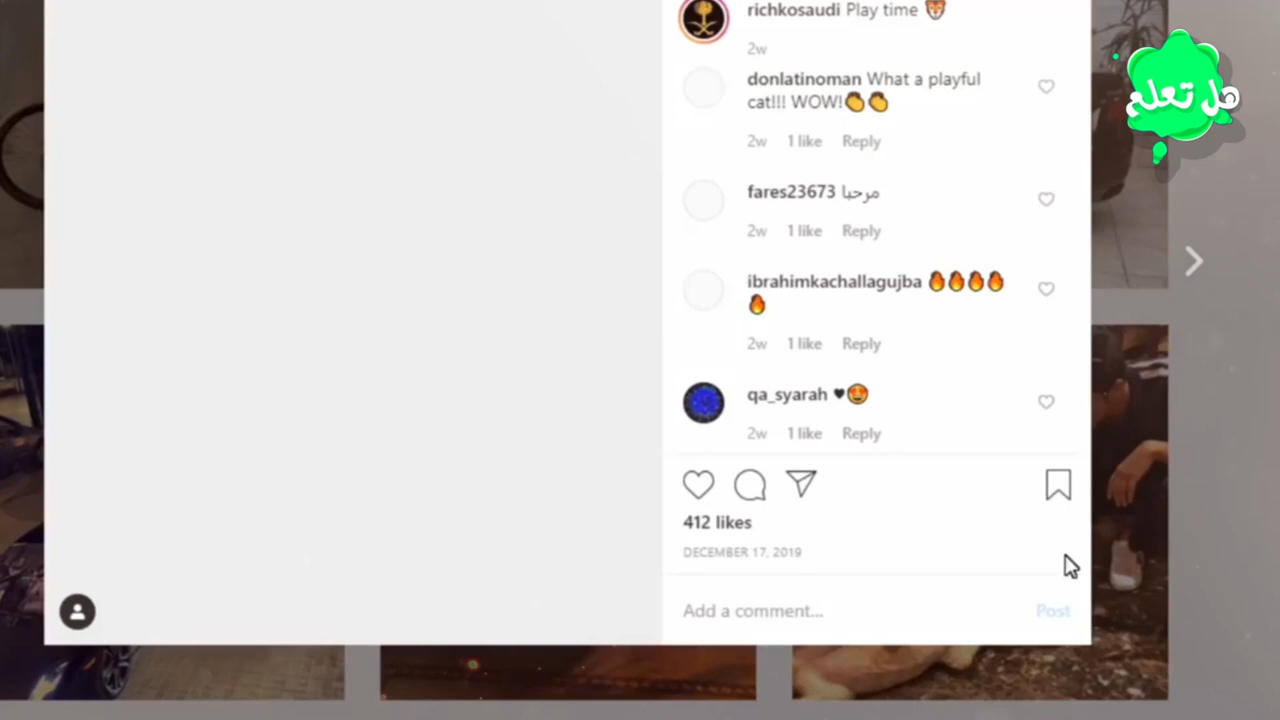 richkosaudi Play time 🐯
2w
donlatinoman What a playful
cat!!! WOW!👏👏
2w 1 like Reply
fares23673 مرحبا
2w 1 like Reply
ibrahimkachallagujba 🔥🔥🔥🔥
🔥
2w 1 like Reply
qa_syarah ♥😍
2w 1 like Reply
412 likes
DECEMBER 17, 2019
Add a comment... Post
هل تعلم